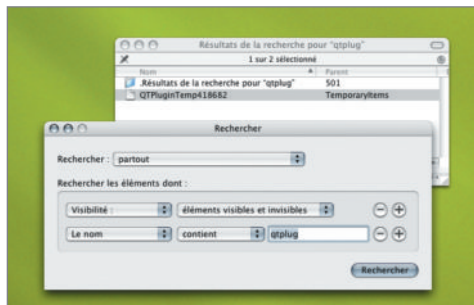 Résultats de la recherche pour "qtplug"
1 sur 2 sélectionné
Nom Parent
.Résultats de la recherche pour "qtplug" 501
QTPluginTemp418682 TemporaryItems
Rechercher
Rechercher : partout
Rechercher les éléments dont :
Visibilité : éléments visibles et invisibles
Le nom contient qtplug
Rechercher